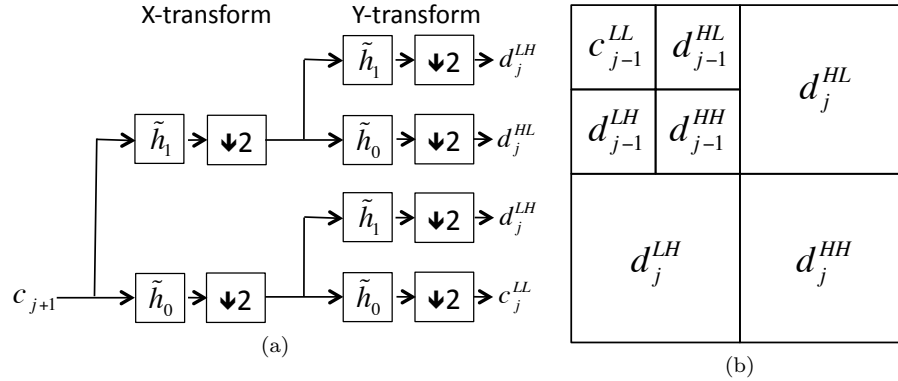 X-transform Y-transform
h̃₁ ↓2 d_j^{LH}
h̃₁ ↓2 h̃₀ ↓2 d_j^{HL}
h̃₁ ↓2 d_j^{LH}
c_{j+1} h̃₀ ↓2 h̃₀ ↓2 c_j^{LL}
(a)
c_{j-1}^{LL} d_{j-1}^{HL} d_j^{HL}
d_{j-1}^{LH} d_{j-1}^{HH}
d_j^{LH} d_j^{HH}
(b)